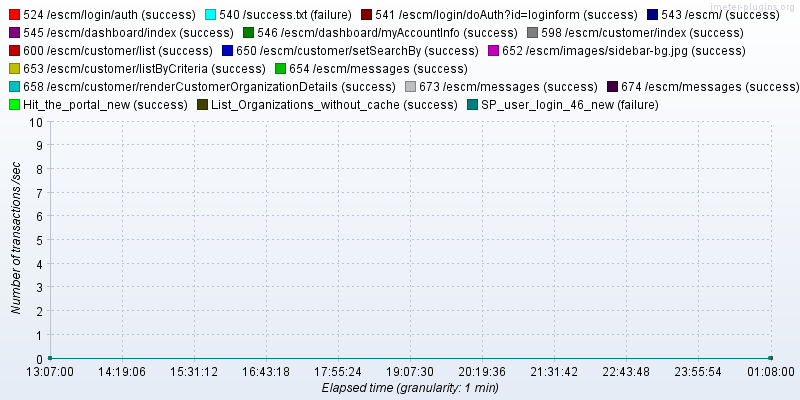 jmeter-plugins.org
524 /escm/login/auth (success) 540 /success.txt (failure) 541 /escm/login/doAuth?id=loginform (success) 543 /escm/ (success)
545 /escm/dashboard/index (success) 546 /escm/dashboard/myAccountInfo (success) 598 /escm/customer/index (success)
600 /escm/customer/list (success) 650 /escm/customer/setSearchBy (success) 652 /escm/images/sidebar-bg.jpg (success)
653 /escm/customer/listByCriteria (success) 654 /escm/messages (success)
658 /escm/customer/renderCustomerOrganizationDetails (success) 673 /escm/messages (success) 674 /escm/messages (success)
Hit_the_portal_new (success) List_Organizations_without_cache (success) SP_user_login_46_new (failure)
Number of transactions /sec
10
9
8
7
6
5
4
3
2
1
0
13:07:00 14:19:06 15:31:12 16:43:18 17:55:24 19:07:30 20:19:36 21:31:42 22:43:48 23:55:54 01:08:00
Elapsed time (granularity: 1 min)